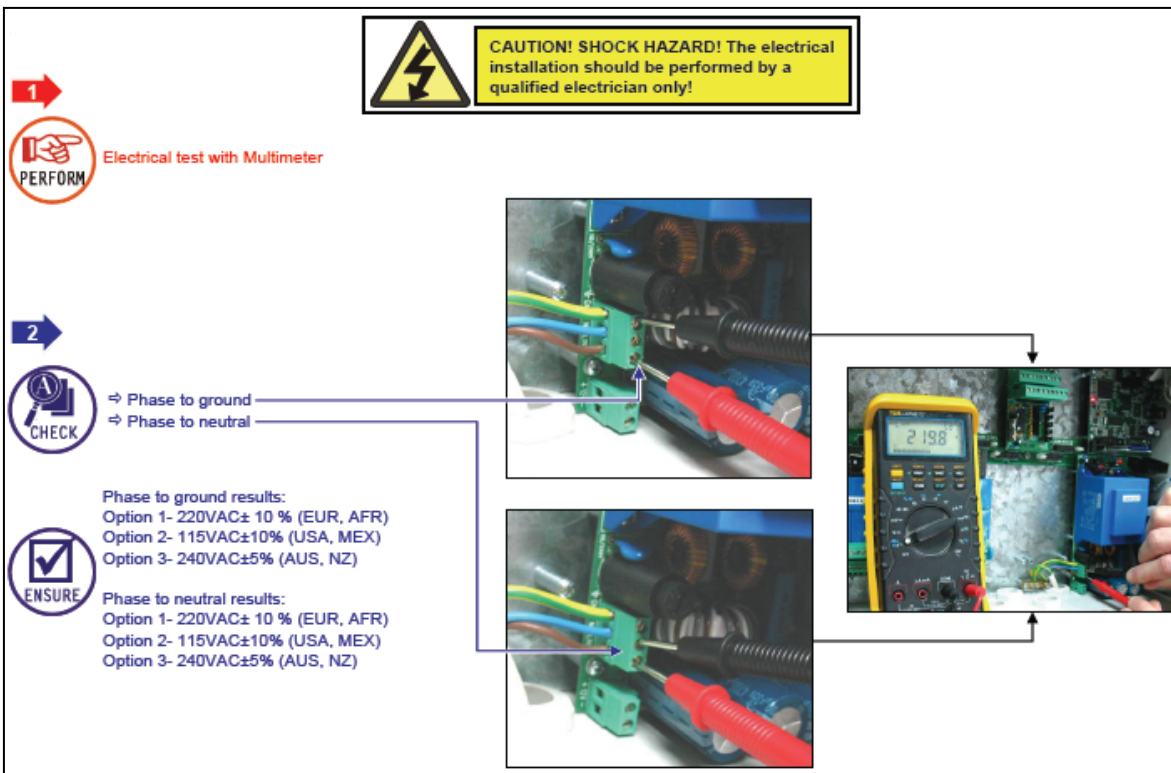 CAUTION! SHOCK HAZARD! The electrical
installation should be performed by a
qualified electrician only!
1
PERFORM
Electrical test with Multimeter
2
A
CHECK
⇨ Phase to ground
⇨ Phase to neutral
ENSURE
Phase to ground results:
Option 1- 220VAC± 10 % (EUR, AFR)
Option 2- 115VAC±10% (USA, MEX)
Option 3- 240VAC±5% (AUS, NZ)
Phase to neutral results:
Option 1- 220VAC± 10 % (EUR, AFR)
Option 2- 115VAC±10% (USA, MEX)
Option 3- 240VAC±5% (AUS, NZ)
219.8